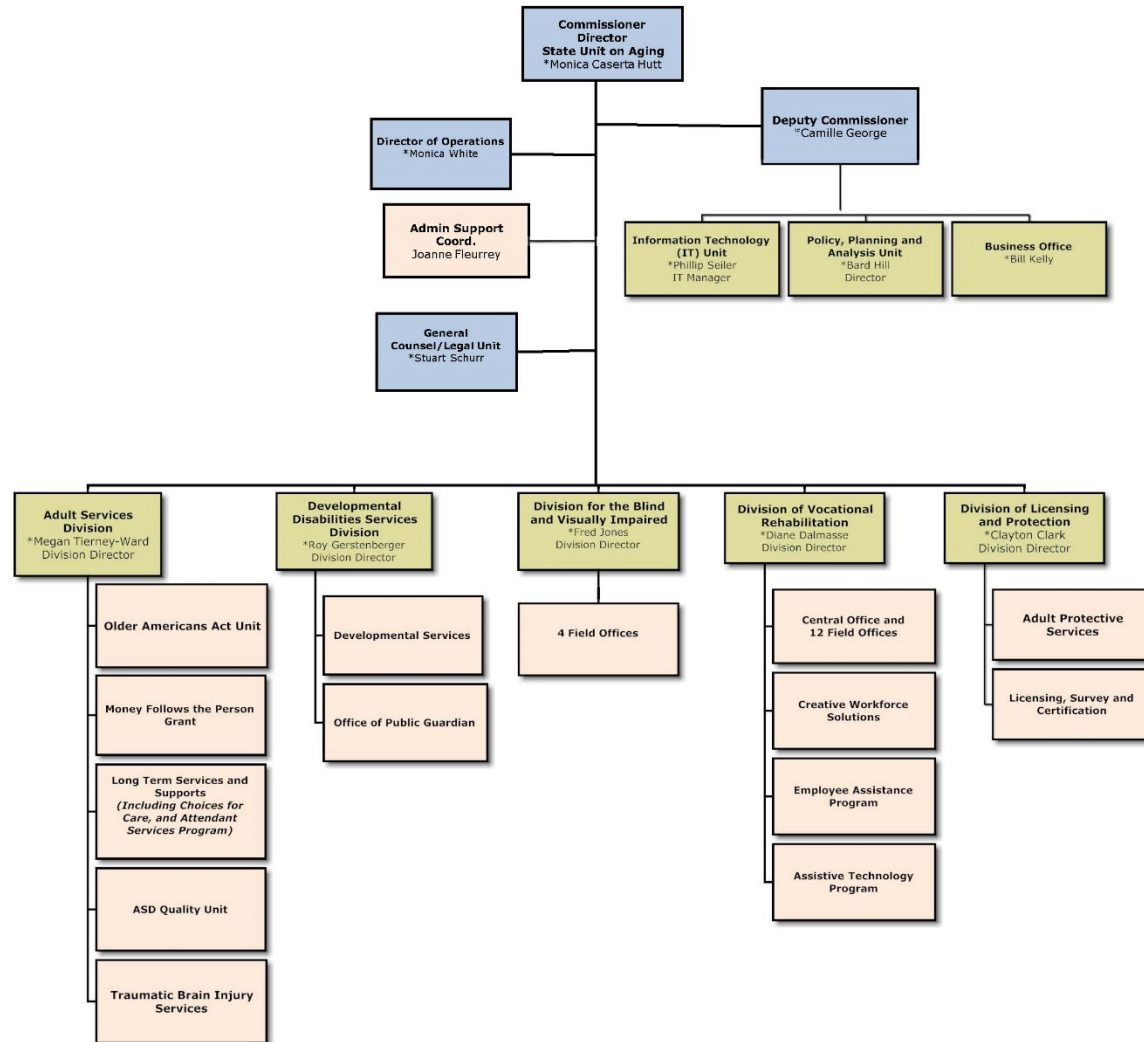 Commissioner
Director
State Unit on Aging
*Monica Caserta Hutt
Deputy Commissioner
*Camille George
Director of Operations
*Monica White
Admin Support
Coord.
Joanne Fleurrey
Information Technology
(IT) Unit
*Phillip Seiler
IT Manager
Policy, Planning and
Analysis Unit
*Bard Hill
Director
Business Office
*Bill Kelly
General
Counsel/Legal Unit
*Stuart Schurr
Adult Services
Division
*Megan Tierney-Ward
Division Director
Developmental
Disabilities Services
Division
*Roy Gerstenberger
Division Director
Division for the Blind
and Visually Impaired
*Fred Jones
Division Director
Division of Vocational
Rehabilitation
*Diane Dalmasse
Division Director
Division of Licensing
and Protection
*Clayton Clark
Division Director
Older Americans Act Unit
Money Follows the Person
Grant
Long Term Services and
Supports
(Including Choices for
Care, and Attendant
Services Program)
ASD Quality Unit
Traumatic Brain Injury
Services
Developmental Services
Office of Public Guardian
4 Field Offices
Central Office and
12 Field Offices
Creative Workforce
Solutions
Employee Assistance
Program
Assistive Technology
Program
Adult Protective
Services
Licensing, Survey and
Certification